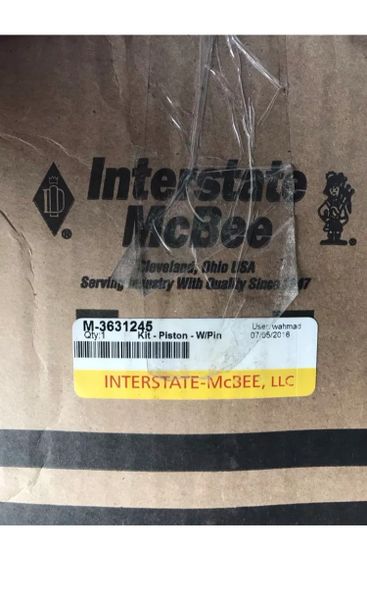 Interstate
McBee
Cleveland, Ohio USA
Serving Industry With Quality Since 1947
M-3631245
User: wahmad
Qty:1 Kit - Piston - W/Pin 07/05/2018
INTERSTATE-McBEE, LLC